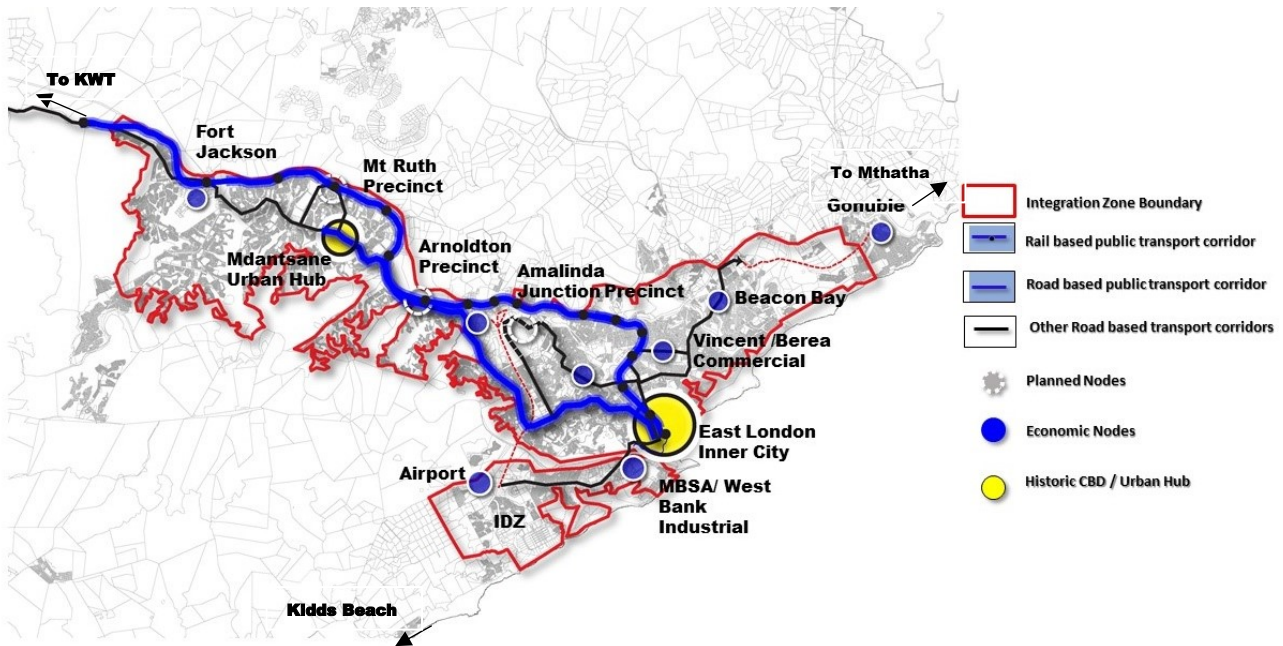 To KWT
Fort
Jackson
Mt Ruth
Precinct
To Mthatha
Gonubie
Mdantsane
Urban Hub
Arnoldton
Precinct
Amalinda
Junction Precinct
Beacon Bay
Vincent /Berea
Commercial
East London
Inner City
Airport
MBSA/ West
Bank
Industrial
IDZ
Kidds Beach
Integration Zone Boundary
Rail based public transport corridor
Road based public transport corridor
Other Road based transport corridors
Planned Nodes
Economic Nodes
Historic CBD / Urban Hub